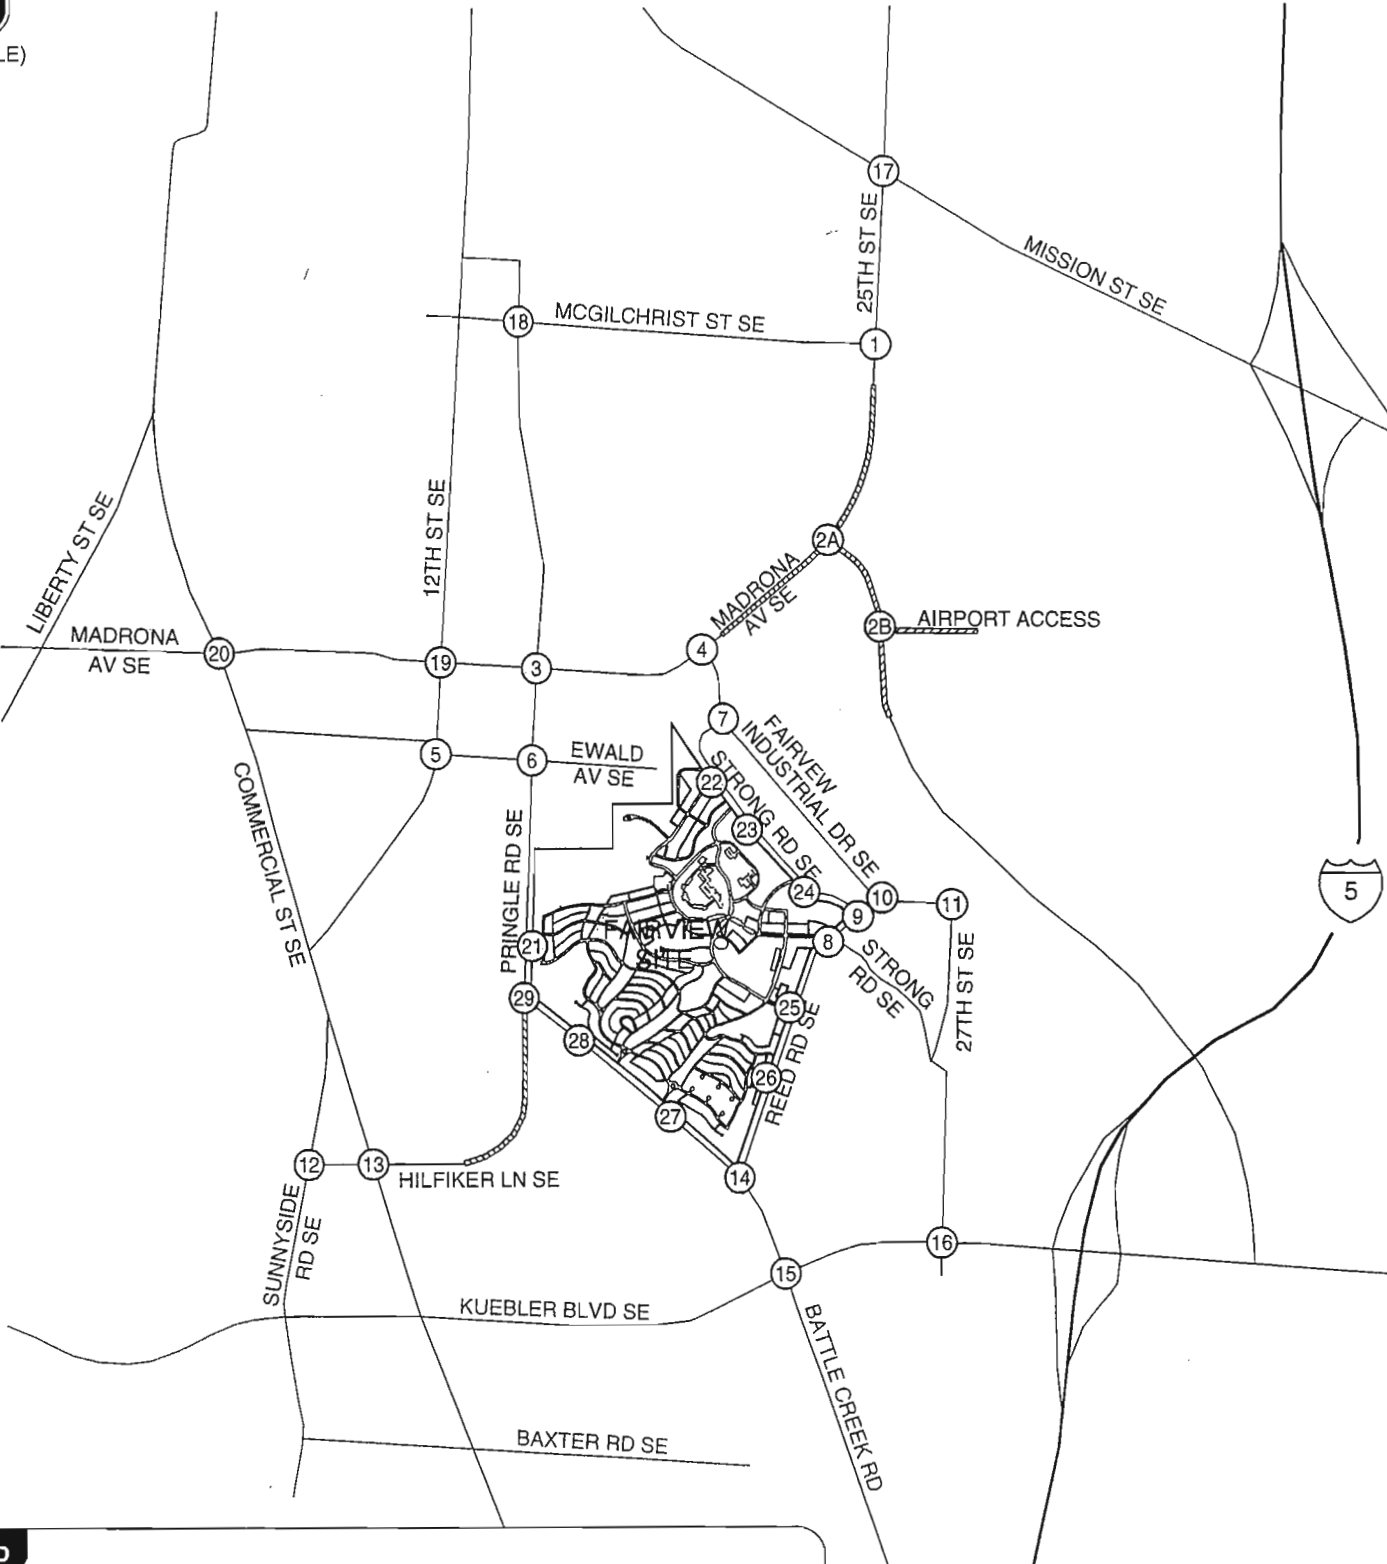 LE)
17
25TH ST SE
MISSION ST SE
18
MCGILCHRIST ST SE
1
12TH ST SE
LIBERTY ST SE
2A
MADRONA
AV SE
2B
AIRPORT ACCESS
MADRONA
AV SE
20
19
3
4
7
FAIRVEW
INDUSTRIAL DR SE
5
6
EWALD
AV SE
22
STRONG RD SE
23
COMMERCIAL ST SE
PRINGLE RD SE
24
10
11
9
5
FAIRVIEW
SITE
21
8
STRONG
RD SE
27TH ST SE
29
25
REED RD SE
28
26
27
12
13
HILFIKER LN SE
14
SUNNYSIDE
RD SE
16
15
KUEBLER BLVD SE
BATTLE CREEK RD
BAXTER RD SE